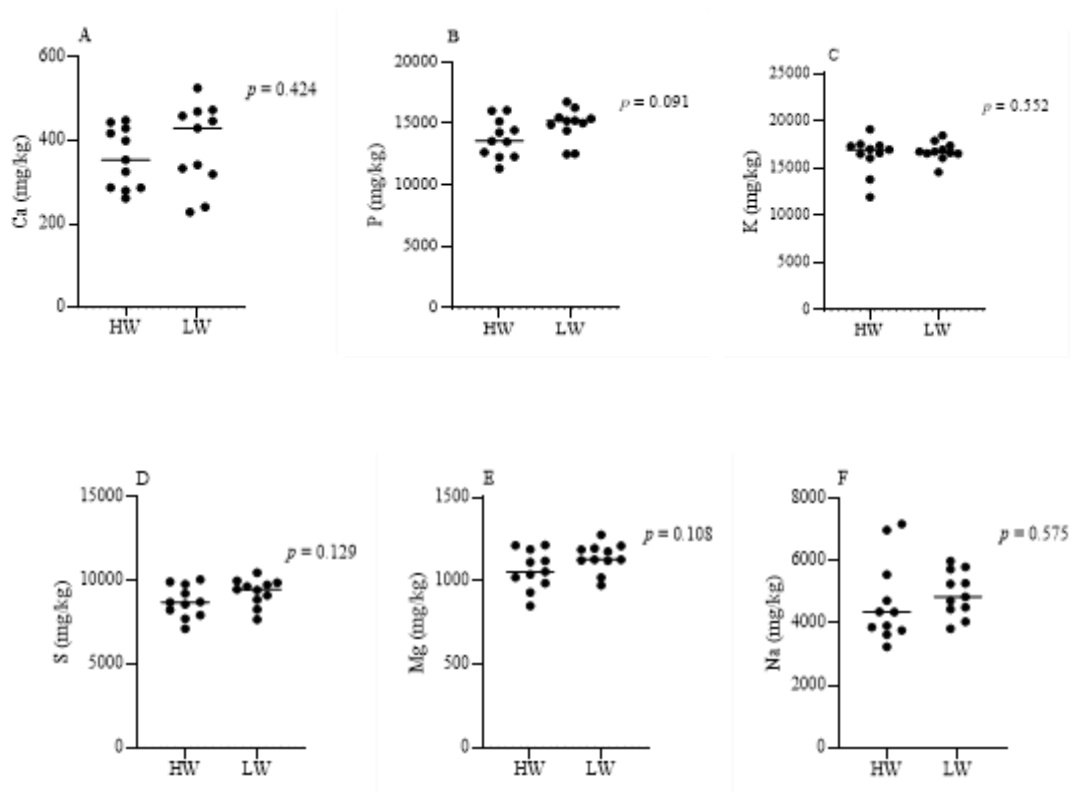 A
Ca (mg/kg)
600
400
200
0
HW LW
p = 0.424
B
P (mg/kg)
20000
15000
10000
5000
0
HW LW
p = 0.091
C
K (mg/kg)
25000
20000
15000
10000
5000
0
HW LW
p = 0.552
D
S (mg/kg)
15000
10000
5000
0
HW LW
p = 0.129
E
Mg (mg/kg)
1500
1000
500
0
HW LW
p = 0.108
F
Na (mg/kg)
8000
6000
4000
2000
0
HW LW
p = 0.575